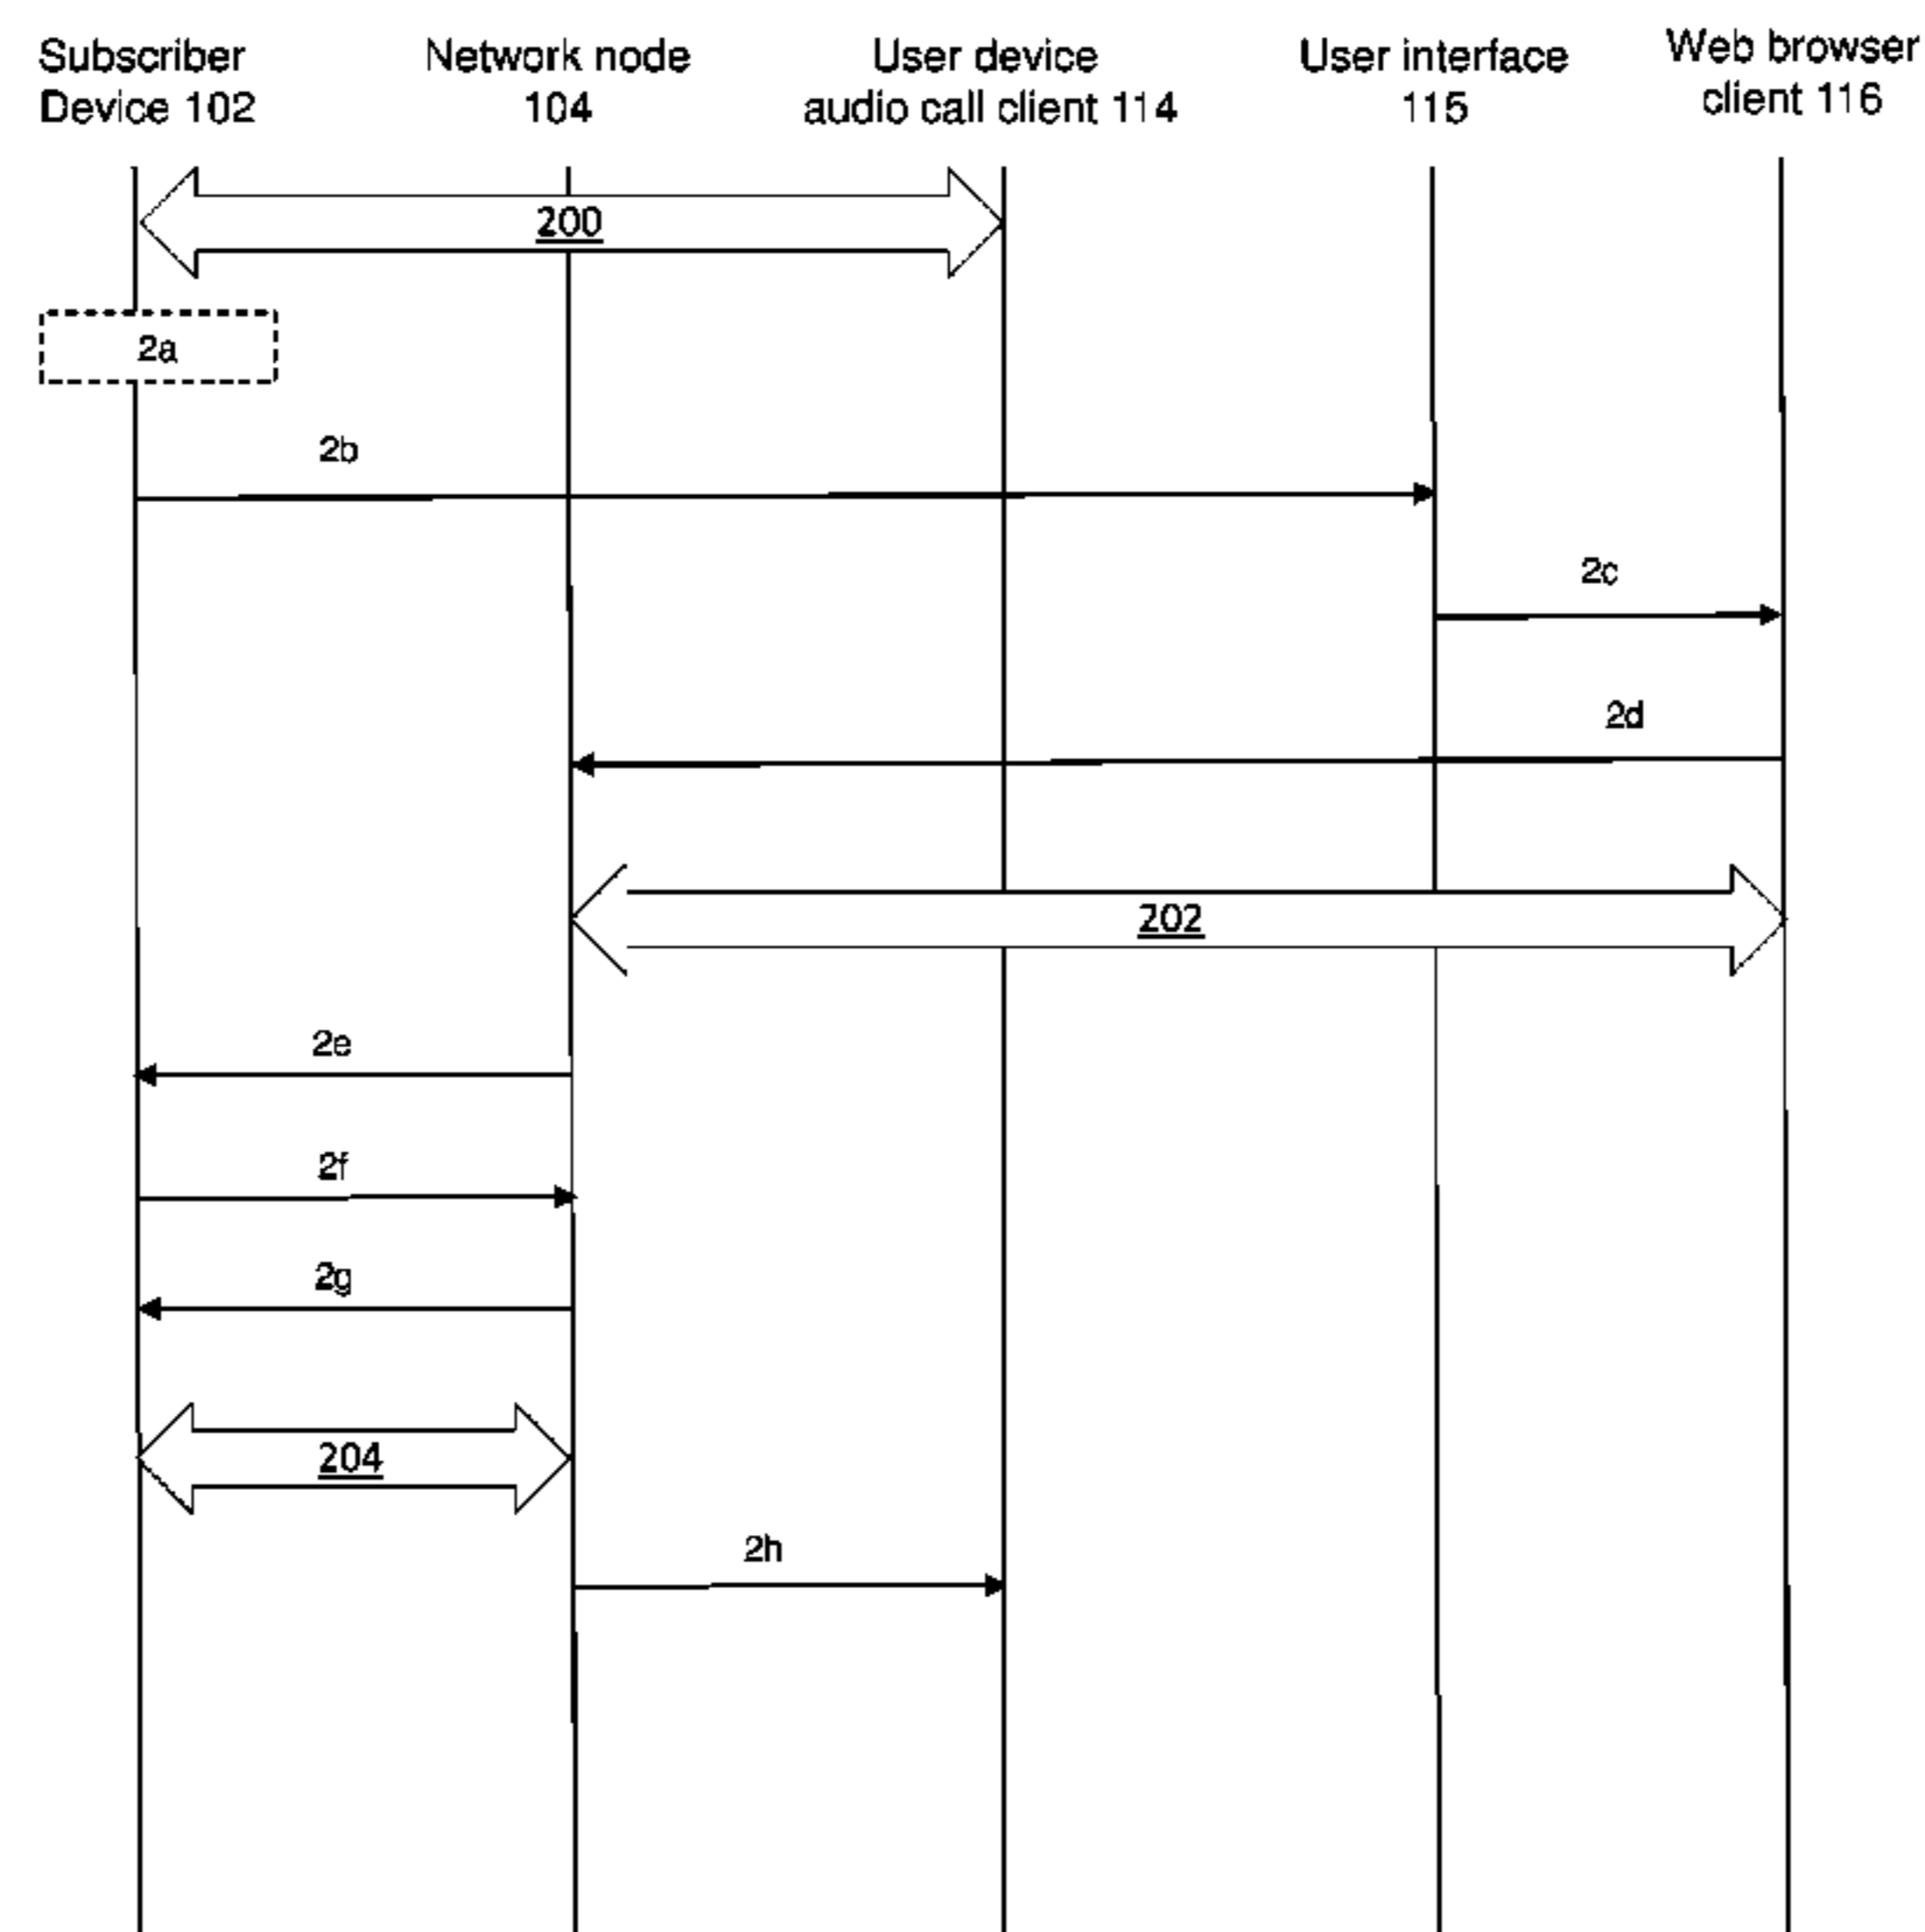 Subscriber
Device 102
Network node
104
User device
audio call client 114
User interface
115
Web browser
client 116
200
2a
2b
2c
2d
202
2e
2f
2g
204
2h